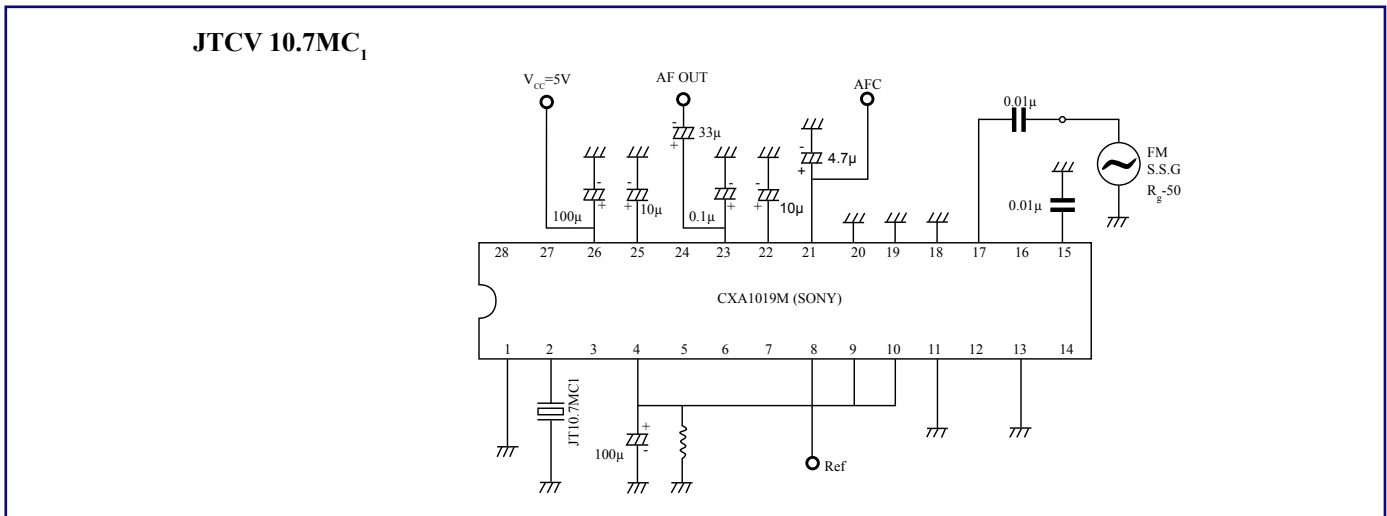 JTCV 10.7MC₁
V_CC=5V
AF OUT
AFC
0.01µ
-
33µ
+
-
4.7µ
+
FM
S.S.G
R_g-50
0.01µ
-
+
100µ
-
+
10µ
0.1µ
-
+
-
+
10µ
28 27 26 25 24 23 22 21 20 19 18 17 16 15
CXA1019M (SONY)
1 2 3 4 5 6 7 8 9 10 11 12 13 14
JT10.7MC1
+
100µ
-
Ref